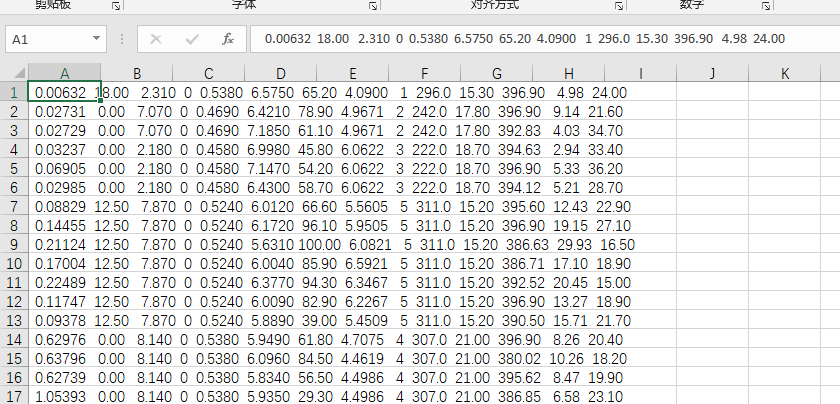 剪贴板 字体 对齐方式 数字
A1 fx 0.00632 18.00 2.310 0 0.5380 6.5750 65.20 4.0900 1 296.0 15.30 396.90 4.98 24.00
A B C D E F G H I J K
1 0.00632 18.00 2.310 0 0.5380 6.5750 65.20 4.0900 1 296.0 15.30 396.90 4.98 24.00
2 0.02731 0.00 7.070 0 0.4690 6.4210 78.90 4.9671 2 242.0 17.80 396.90 9.14 21.60
3 0.02729 0.00 7.070 0 0.4690 7.1850 61.10 4.9671 2 242.0 17.80 392.83 4.03 34.70
4 0.03237 0.00 2.180 0 0.4580 6.9980 45.80 6.0622 3 222.0 18.70 394.63 2.94 33.40
5 0.06905 0.00 2.180 0 0.4580 7.1470 54.20 6.0622 3 222.0 18.70 396.90 5.33 36.20
6 0.02985 0.00 2.180 0 0.4580 6.4300 58.70 6.0622 3 222.0 18.70 394.12 5.21 28.70
7 0.08829 12.50 7.870 0 0.5240 6.0120 66.60 5.5605 5 311.0 15.20 395.60 12.43 22.90
8 0.14455 12.50 7.870 0 0.5240 6.1720 96.10 5.9505 5 311.0 15.20 396.90 19.15 27.10
9 0.21124 12.50 7.870 0 0.5240 5.6310 100.00 6.0821 5 311.0 15.20 386.63 29.93 16.50
10 0.17004 12.50 7.870 0 0.5240 6.0040 85.90 6.5921 5 311.0 15.20 386.71 17.10 18.90
11 0.22489 12.50 7.870 0 0.5240 6.3770 94.30 6.3467 5 311.0 15.20 392.52 20.45 15.00
12 0.11747 12.50 7.870 0 0.5240 6.0090 82.90 6.2267 5 311.0 15.20 396.90 13.27 18.90
13 0.09378 12.50 7.870 0 0.5240 5.8890 39.00 5.4509 5 311.0 15.20 390.50 15.71 21.70
14 0.62976 0.00 8.140 0 0.5380 5.9490 61.80 4.7075 4 307.0 21.00 396.90 8.26 20.40
15 0.63796 0.00 8.140 0 0.5380 6.0960 84.50 4.4619 4 307.0 21.00 380.02 10.26 18.20
16 0.62739 0.00 8.140 0 0.5380 5.8340 56.50 4.4986 4 307.0 21.00 395.62 8.47 19.90
17 1.05393 0.00 8.140 0 0.5380 5.9350 29.30 4.4986 4 307.0 21.00 386.85 6.58 23.10